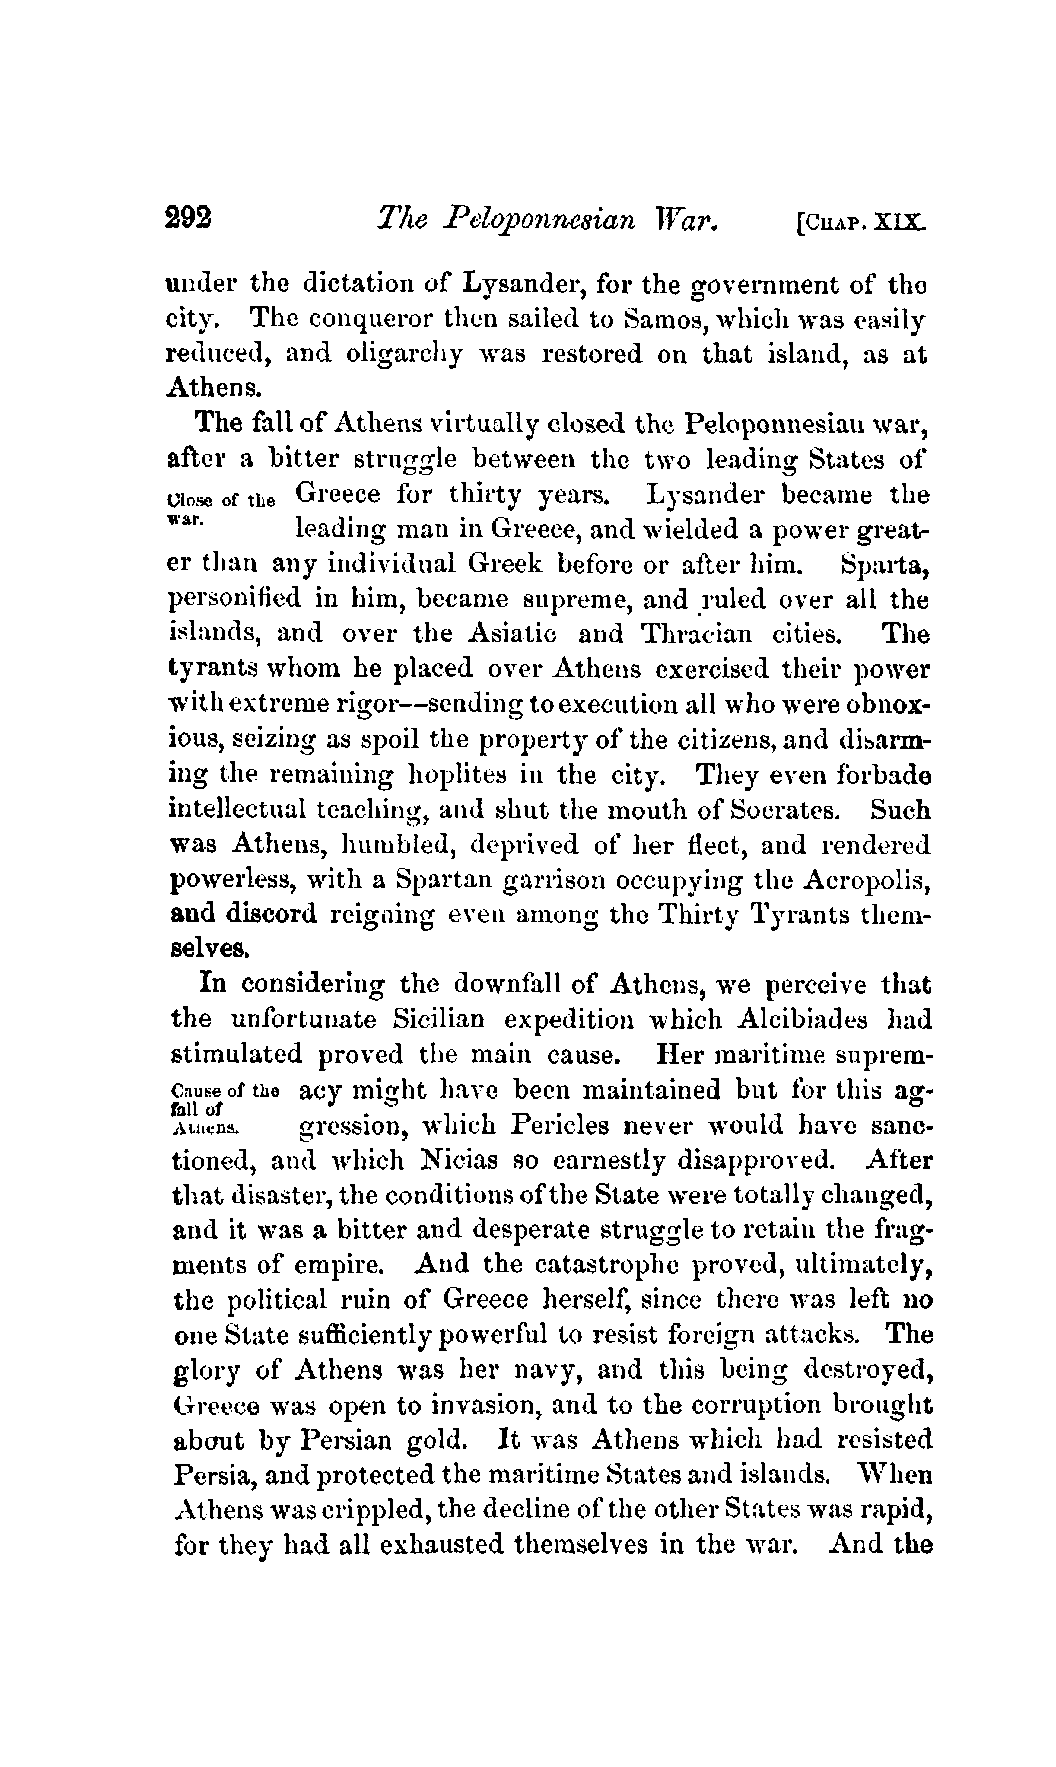 292 The Peloponnesian War. [CHAP. XIX.
under the dictation of Lysander, for the government of the
city. The conqueror then sailed to Samos, which was easily
reduced, and oligarchy was restored on that island, as at
Athens.
The fall of Athens virtually closed the Peloponnesian war,
after a bitter struggle between the two leading States of
Close of the Greece for thirty years. Lysander became the
war. leading man in Greece, and wielded a power great-
er than any individual Greek before or after him. Sparta,
personified in him, became supreme, and ruled over all the
islands, and over the Asiatic and Thracian cities. The
tyrants whom he placed over Athens exercised their power
with extreme rigor--sending to execution all who were obnox-
ious, seizing as spoil the property of the citizens, and disarm-
ing the remaining hoplites in the city. They even forbade
intellectual teaching, and shut the mouth of Socrates. Such
was Athens, humbled, deprived of her fleet, and rendered
powerless, with a Spartan garrison occupying the Acropolis,
and discord reigning even among the Thirty Tyrants them-
selves.
In considering the downfall of Athens, we perceive that
the unfortunate Sicilian expedition which Alcibiades had
stimulated proved the main cause. Her maritime suprem-
Cause of the acy might have been maintained but for this ag-
fall of
Athens. gression, which Pericles never would have sanc-
tioned, and which Nicias so earnestly disapproved. After
that disaster, the conditions of the State were totally changed,
and it was a bitter and desperate struggle to retain the frag-
ments of empire. And the catastrophe proved, ultimately,
the political ruin of Greece herself, since there was left no
one State sufficiently powerful to resist foreign attacks. The
glory of Athens was her navy, and this being destroyed,
Greece was open to invasion, and to the corruption brought
about by Persian gold. It was Athens which had resisted
Persia, and protected the maritime States and islands. When
Athens was crippled, the decline of the other States was rapid,
for they had all exhausted themselves in the war. And the